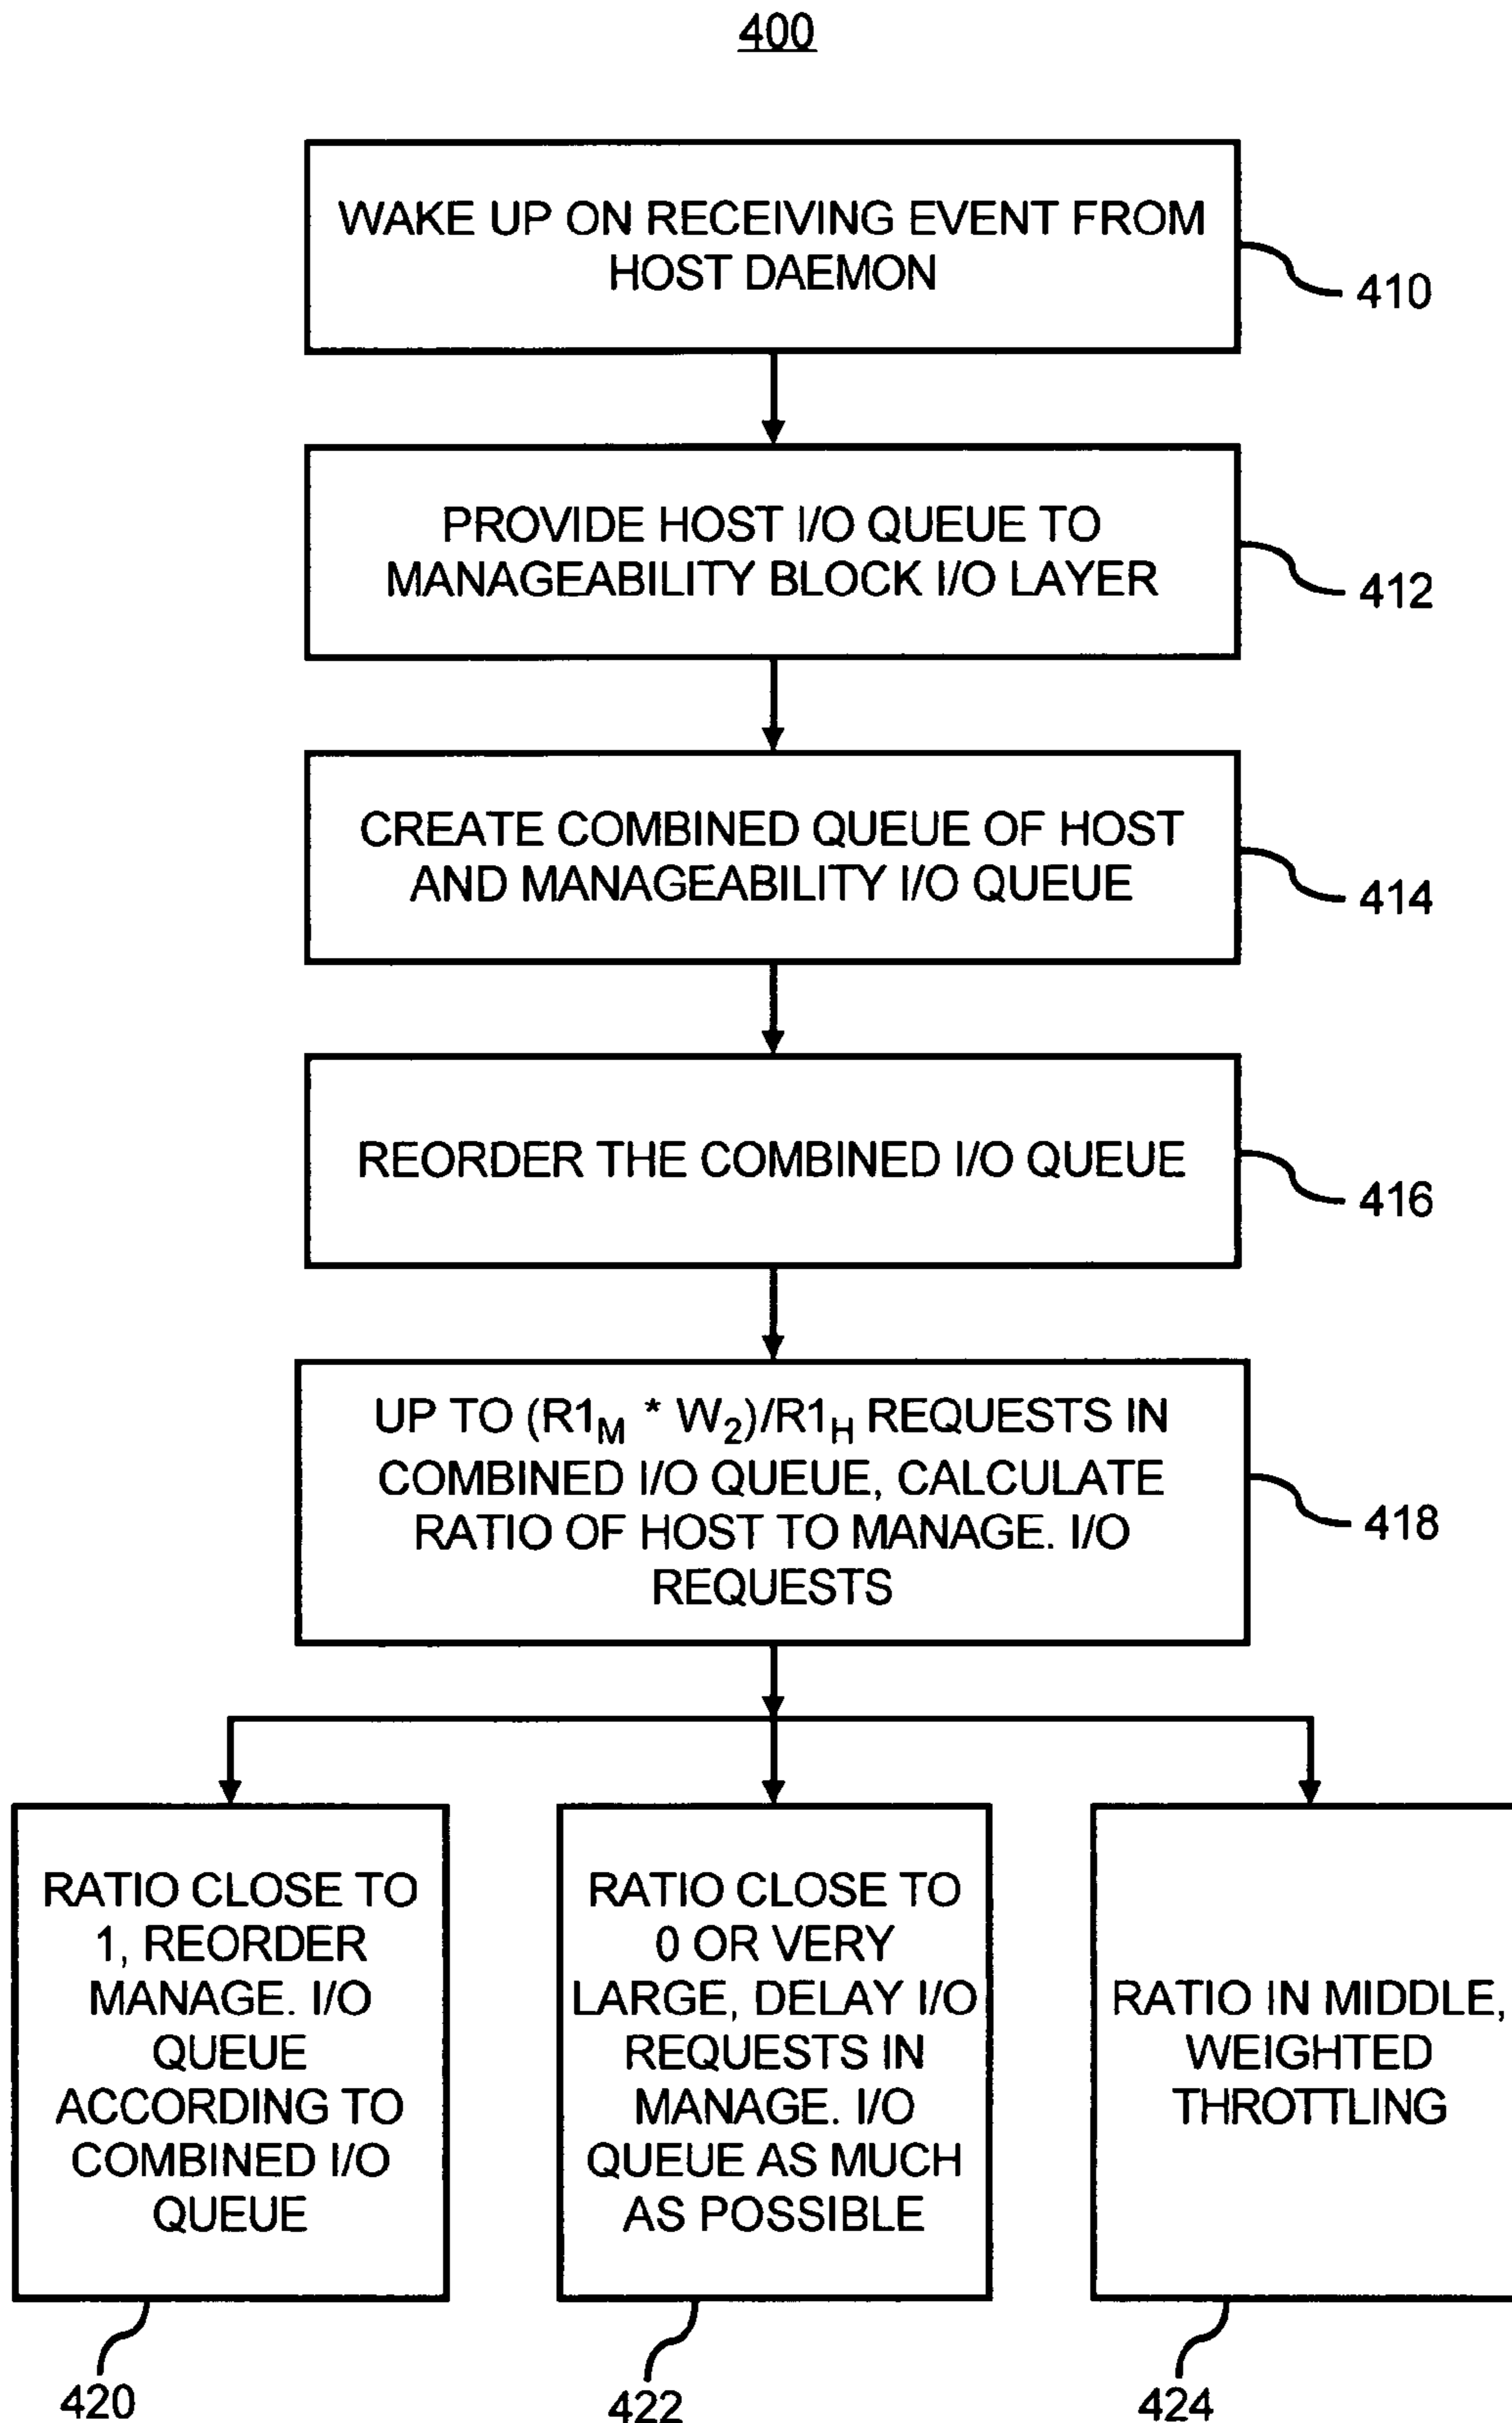 400
WAKE UP ON RECEIVING EVENT FROM
HOST DAEMON
410
PROVIDE HOST I/O QUEUE TO
MANAGEABILITY BLOCK I/O LAYER
412
CREATE COMBINED QUEUE OF HOST
AND MANAGEABILITY I/O QUEUE
414
REORDER THE COMBINED I/O QUEUE
416
UP TO (R1M * W2)/R1H REQUESTS IN
COMBINED I/O QUEUE, CALCULATE
RATIO OF HOST TO MANAGE. I/O
REQUESTS
418
RATIO CLOSE TO
1, REORDER
MANAGE. I/O
QUEUE
ACCORDING TO
COMBINED I/O
QUEUE
420
RATIO CLOSE TO
0 OR VERY
LARGE, DELAY I/O
REQUESTS IN
MANAGE. I/O
QUEUE AS MUCH
AS POSSIBLE
422
RATIO IN MIDDLE,
WEIGHTED
THROTTLING
424